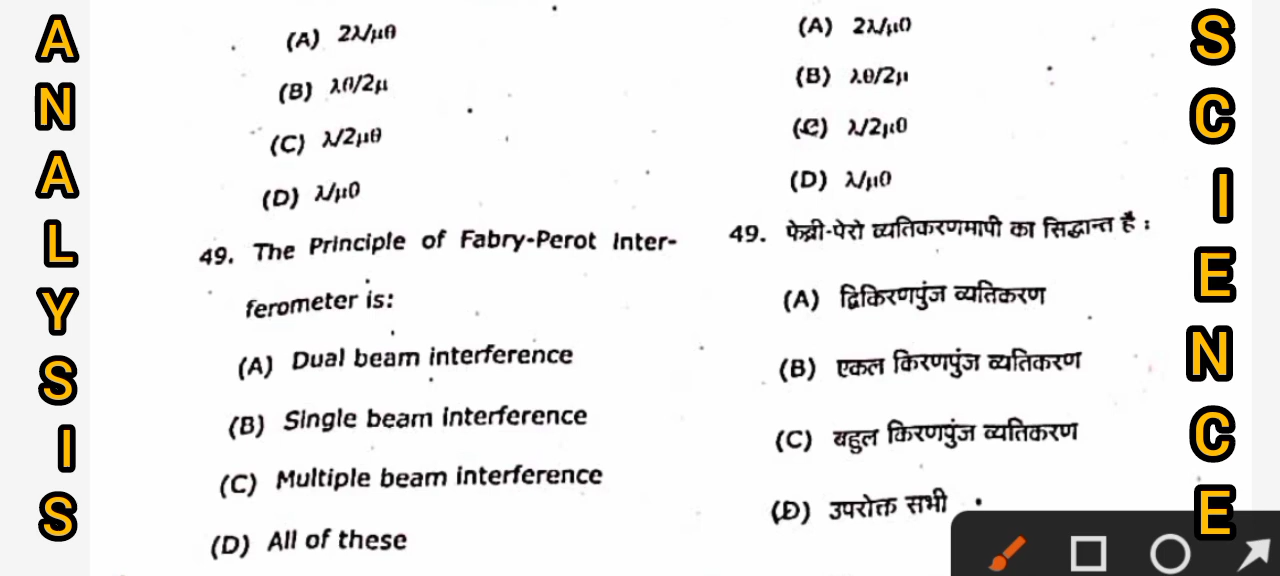 ANALYSIS
(A) 2λ/μθ
(B) λθ/2μ
(C) λ/2μθ
(D) λ/μθ
49. The Principle of Fabry-Perot Inter-
ferometer is:
(A) Dual beam interference
(B) Single beam interference
(C) Multiple beam interference
(D) All of these
(A) 2λ/μθ
(B) λθ/2μ
(C) λ/2μθ
(D) λ/μθ
49. फेब्री-पेरो व्यतिकरणमापी का सिद्धान्त है :
(A) द्विकिरणपुंज व्यतिकरण
(B) एकल किरणपुंज व्यतिकरण
(C) बहुल किरणपुंज व्यतिकरण
(D) उपरोक्त सभी
SCIENCE